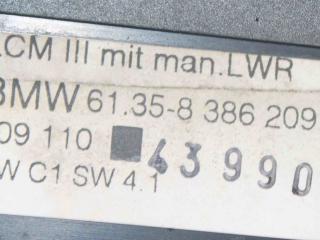 LCM III mit man.LWR
BMW 61.35-8 386 209
09 110 43990
W C1 SW 4.1